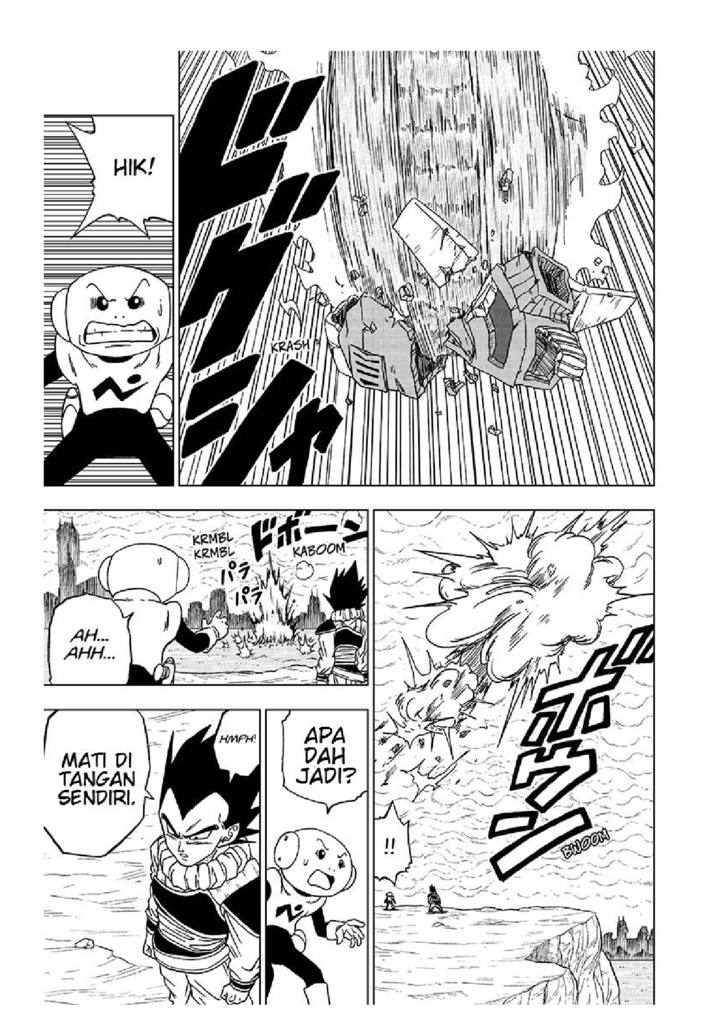 グシャ
KRASH
HIK!
ボウン
BWOOM
!!
ドボーン
KABOOM
KRMBL
KRMBL
パラ
パラ
AH...
AHH...
APA
DAH
JADI?
HMPH!
MATI DI
TANGAN
SENDIRI.